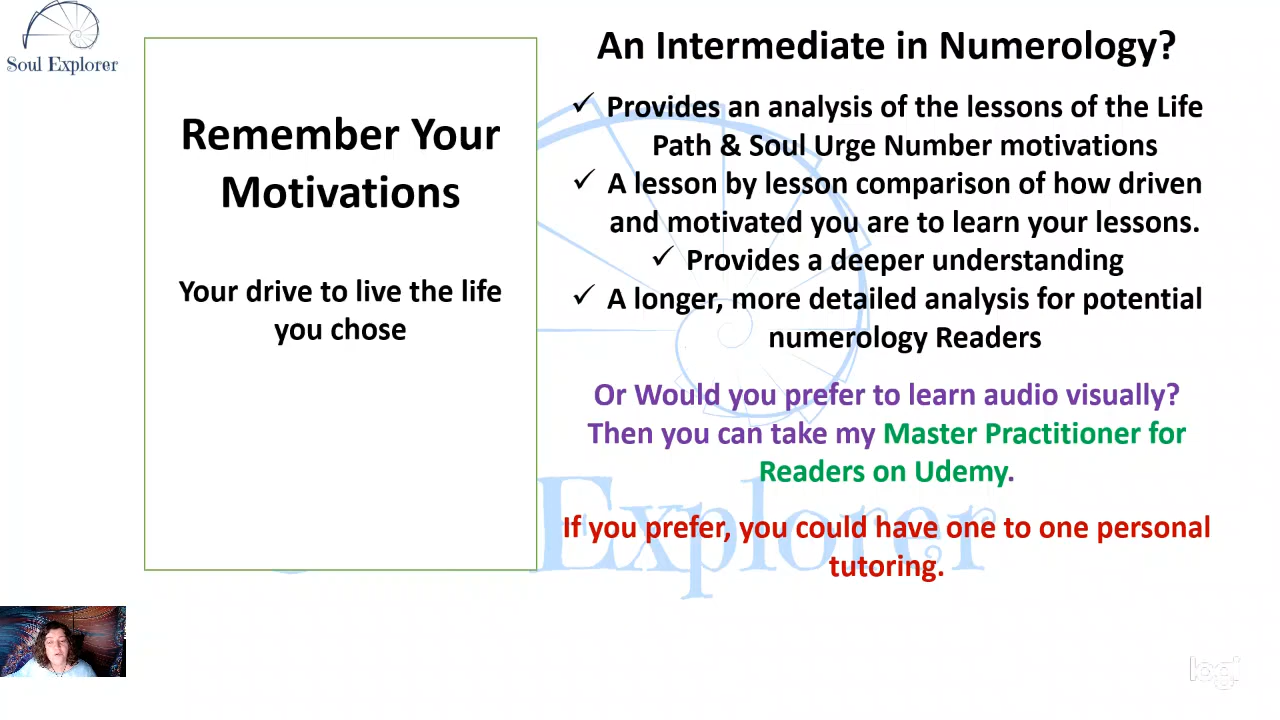 Soul Explorer
Remember Your
Motivations
Your drive to live the life
you chose
An Intermediate in Numerology?
✓ Provides an analysis of the lessons of the Life
Path & Soul Urge Number motivations
✓ A lesson by lesson comparison of how driven
and motivated you are to learn your lessons.
✓ Provides a deeper understanding
✓ A longer, more detailed analysis for potential
numerology Readers
Or Would you prefer to learn audio visually?
Then you can take my Master Practitioner for
Readers on Udemy.
Explorer
If you prefer, you could have one to one personal
tutoring.